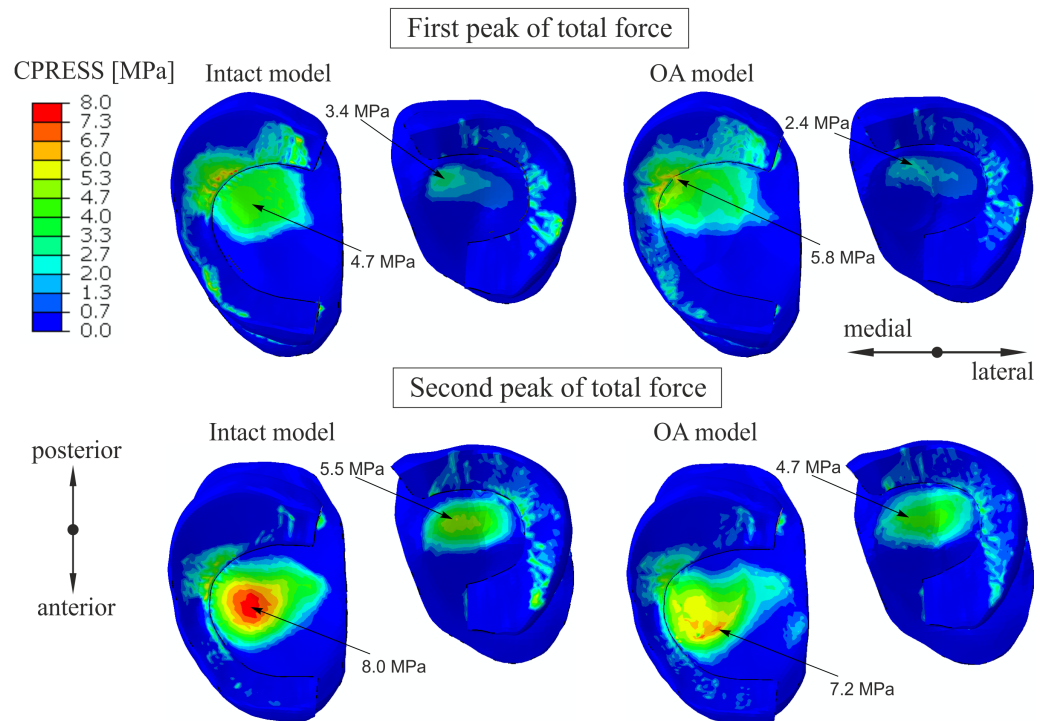 First peak of total force
CPRESS [MPa]
Intact model
OA model
8.0
7.3
6.7
6.0
5.3
4.7
4.0
3.3
2.7
2.0
1.3
0.7
0.0
3.4 MPa
4.7 MPa
2.4 MPa
5.8 MPa
medial
lateral
Second peak of total force
Intact model
OA model
posterior
anterior
5.5 MPa
8.0 MPa
4.7 MPa
7.2 MPa